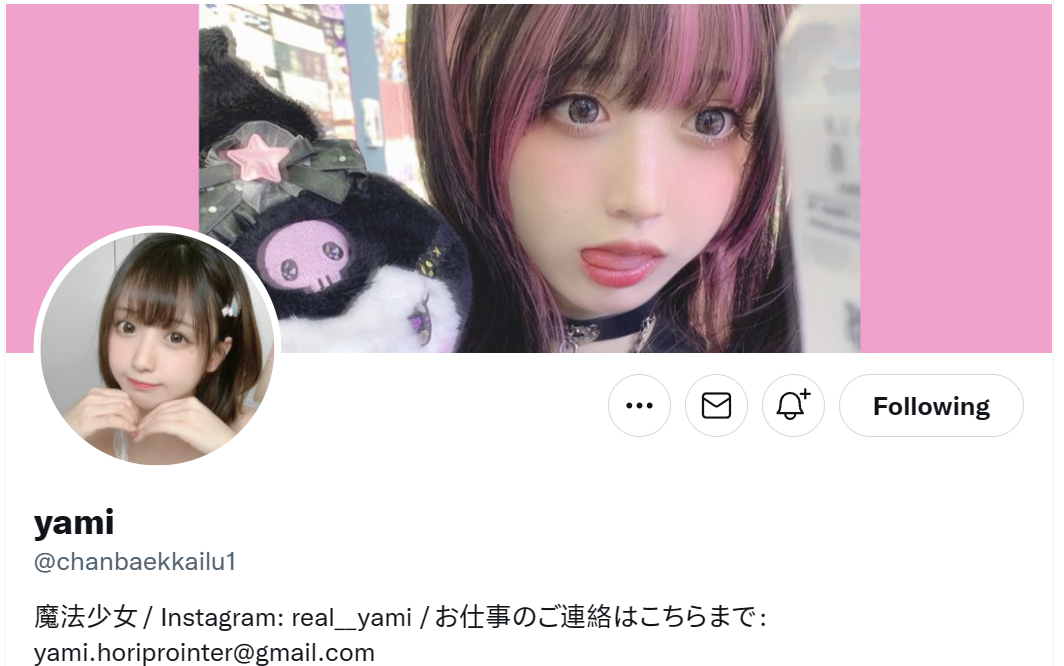 Following
yami
@chanbaekkailu1
魔法少女 / Instagram: real__yami / お仕事のご連絡はこちらまで:
yami.horiprointer@gmail.com